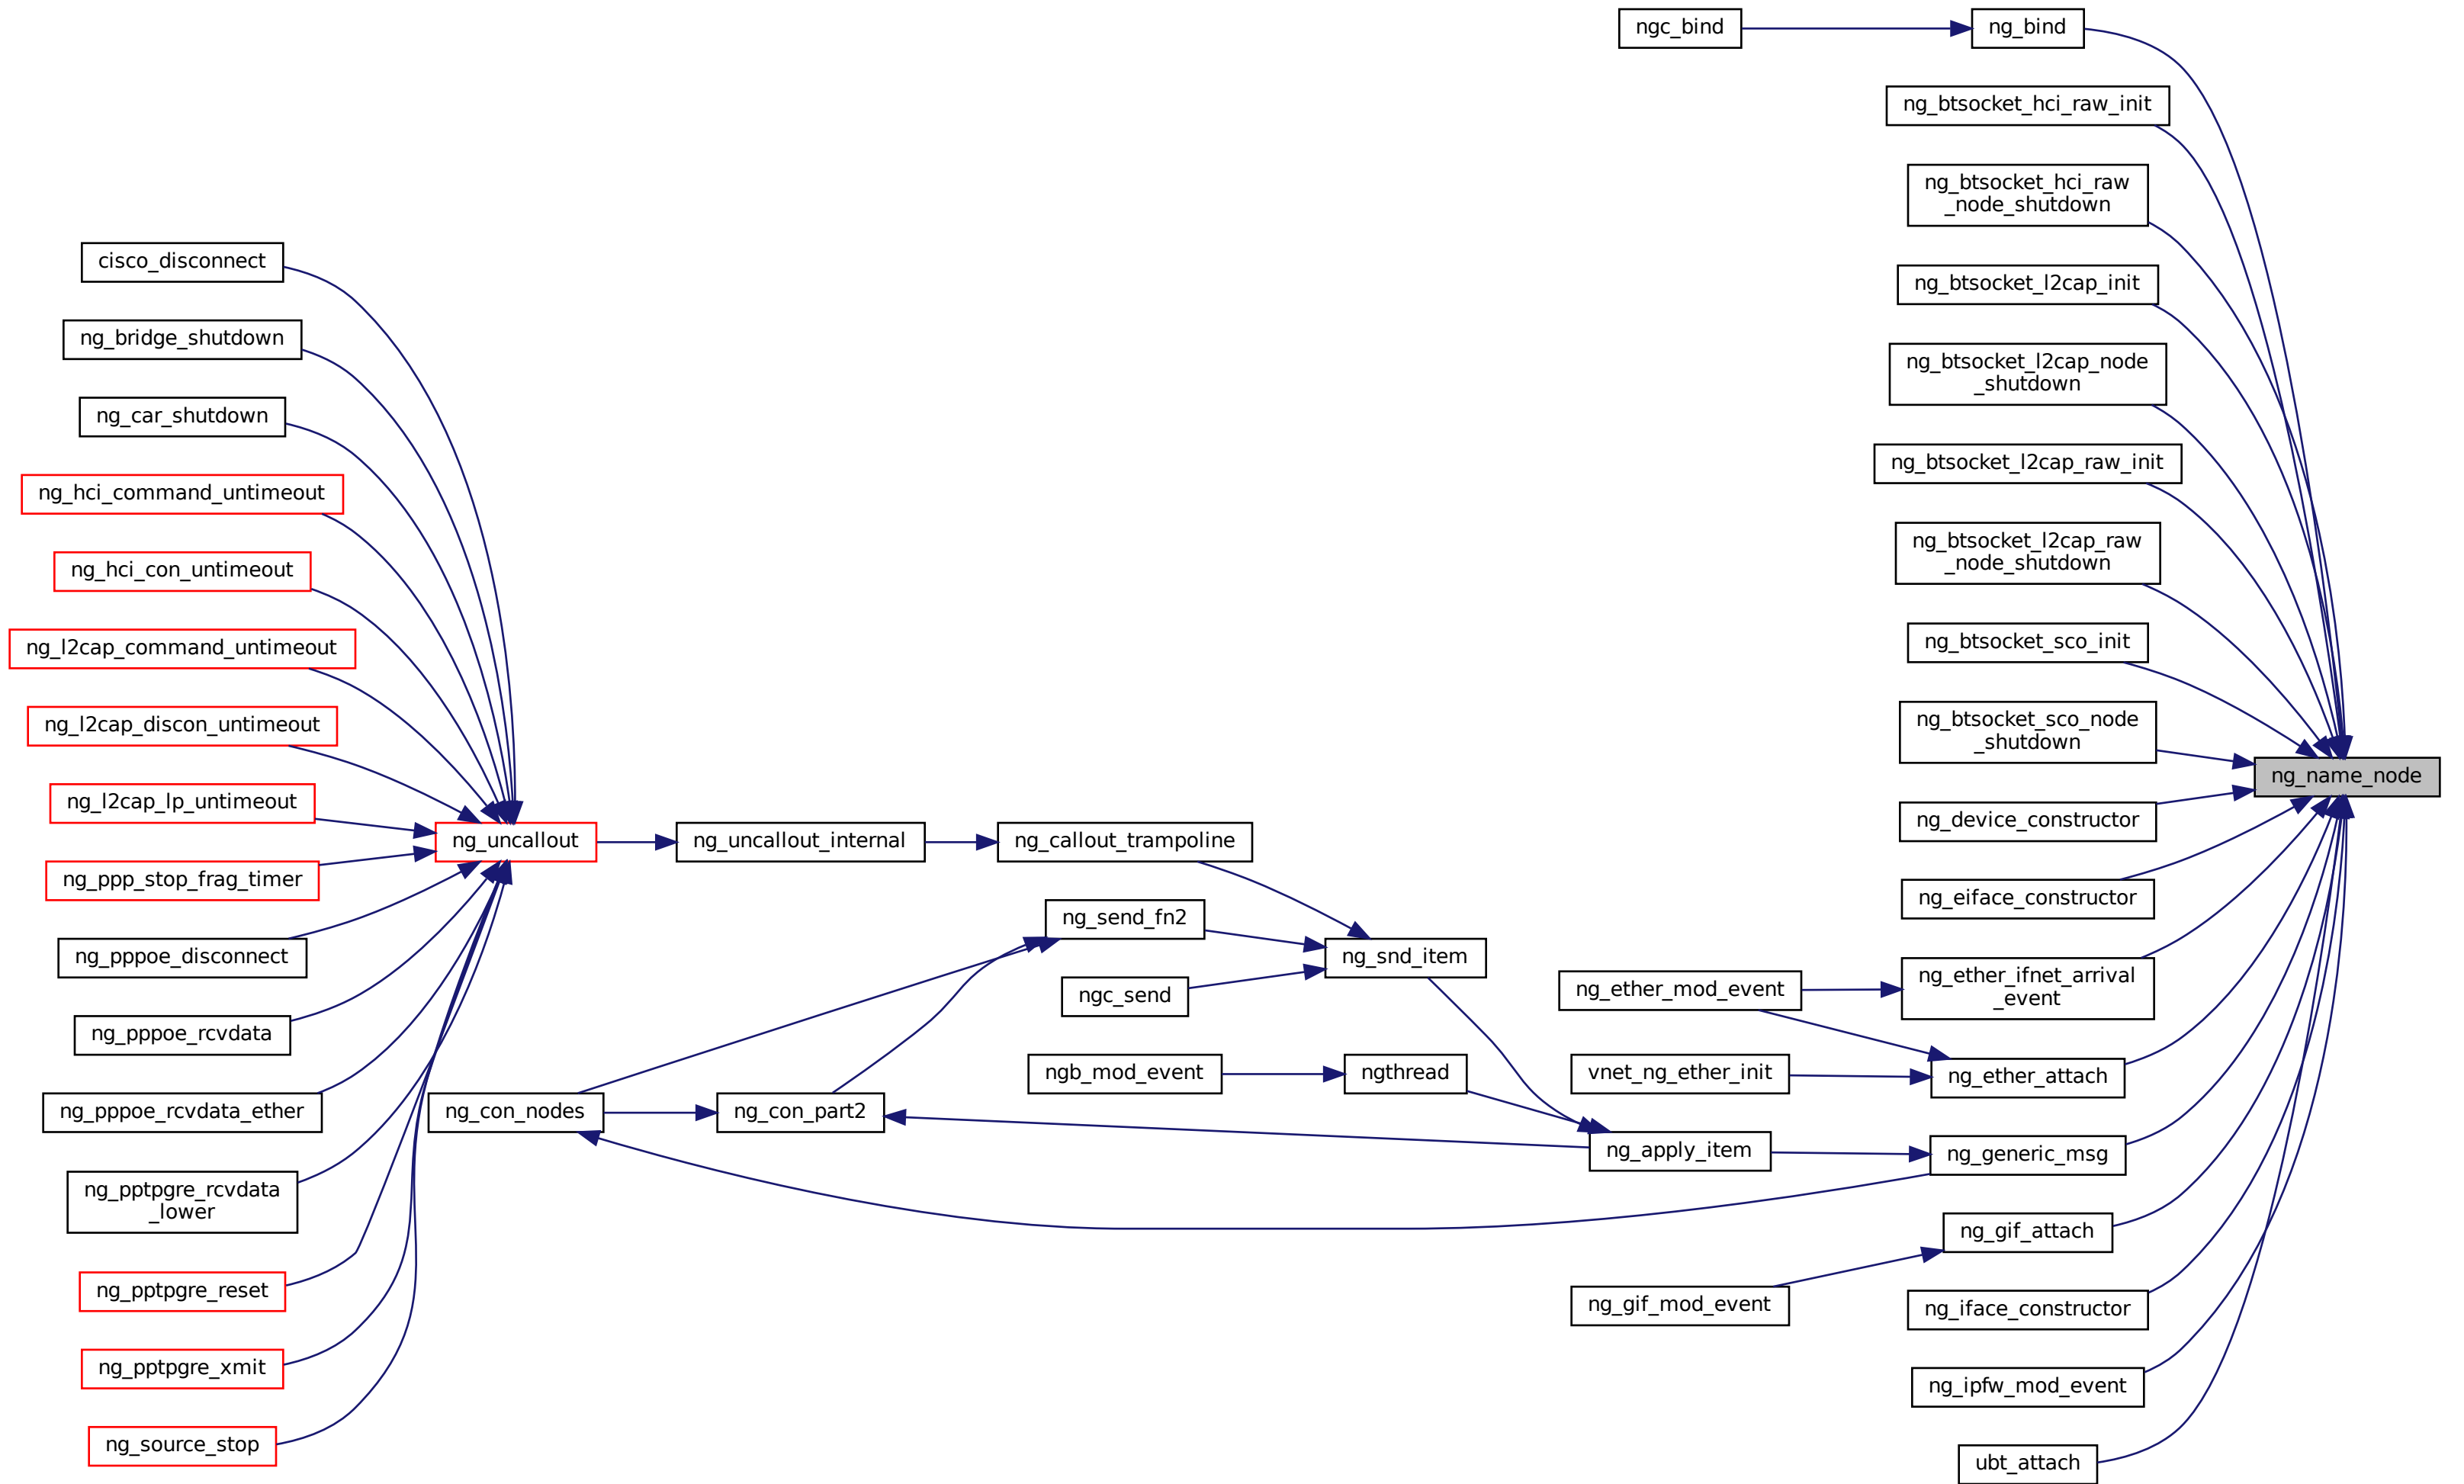 ngc_bind
ng_bind
ng_btsocket_hci_raw_init
ng_btsocket_hci_raw
_node_shutdown
ng_btsocket_l2cap_init
ng_btsocket_l2cap_node
_shutdown
ng_btsocket_l2cap_raw_init
ng_btsocket_l2cap_raw
_node_shutdown
ng_btsocket_sco_init
ng_btsocket_sco_node
_shutdown
ng_name_node
ng_device_constructor
ng_eiface_constructor
ng_ether_ifnet_arrival
_event
ng_ether_mod_event
ng_ether_attach
vnet_ng_ether_init
ng_generic_msg
ng_apply_item
ng_gif_attach
ng_gif_mod_event
ng_iface_constructor
ng_ipfw_mod_event
ubt_attach
ng_snd_item
ngthread
ngb_mod_event
ng_callout_trampoline
ng_send_fn2
ngc_send
ng_uncallout_internal
ng_con_part2
ng_con_nodes
ng_uncallout
cisco_disconnect
ng_bridge_shutdown
ng_car_shutdown
ng_hci_command_untimeout
ng_hci_con_untimeout
ng_l2cap_command_untimeout
ng_l2cap_discon_untimeout
ng_l2cap_lp_untimeout
ng_ppp_stop_frag_timer
ng_pppoe_disconnect
ng_pppoe_rcvdata
ng_pppoe_rcvdata_ether
ng_pptpgre_rcvdata
_lower
ng_pptpgre_reset
ng_pptpgre_xmit
ng_source_stop